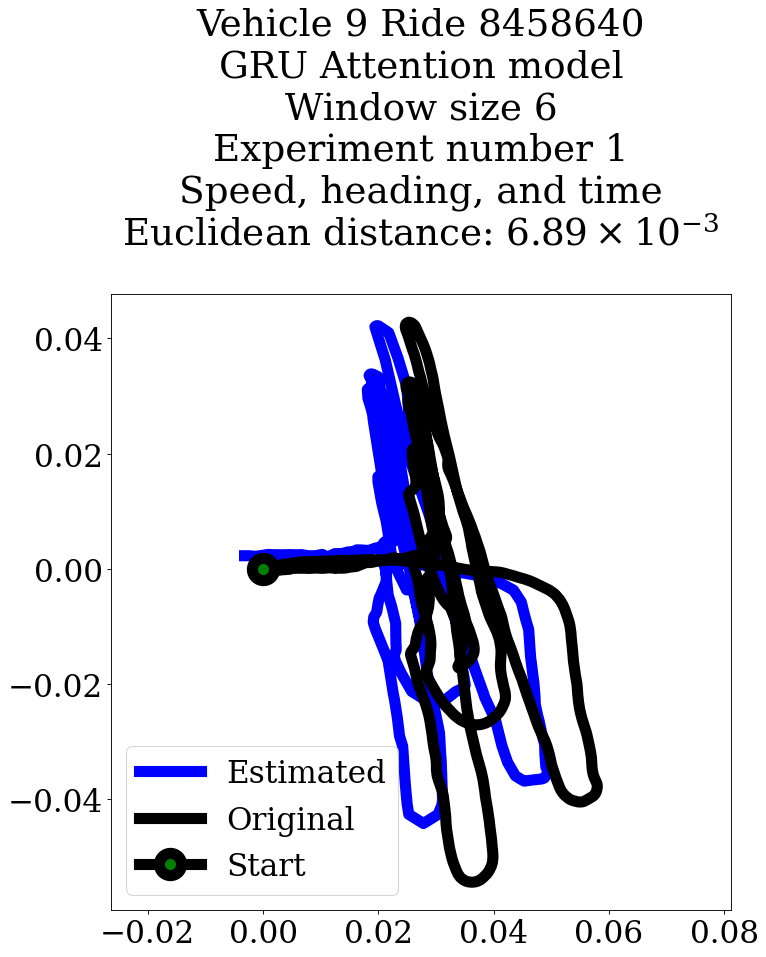 Vehicle 9 Ride 8458640
GRU Attention model
Window size 6
Experiment number 1
Speed, heading, and time
Euclidean distance: 6.89 × 10⁻³
0.04
0.02
0.00
−0.02
−0.04
Estimated
Original
Start
−0.02 0.00 0.02 0.04 0.06 0.08